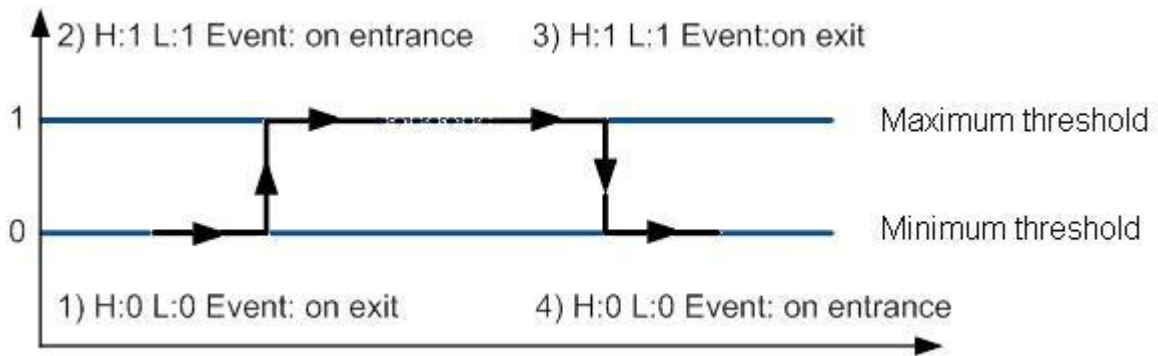 2) H:1 L:1 Event: on entrance
3) H:1 L:1 Event:on exit
1
Maximum threshold
0
Minimum threshold
1) H:0 L:0 Event: on exit
4) H:0 L:0 Event: on entrance